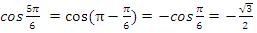 cos 5π/6 = cos(π − π/6) = −cos π/6 = − √3/2